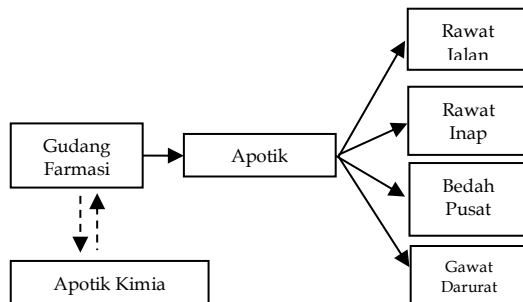 Rawat
Jalan
Rawat
Inap
Gudang
Farmasi
Apotik
Bedah
Pusat
Gawat
Darurat
Apotik Kimia